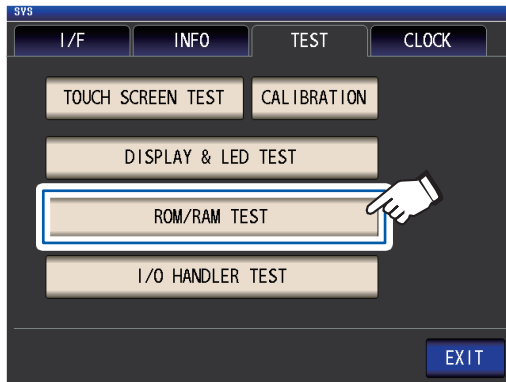 SYS
I/F INFO TEST CLOCK
TOUCH SCREEN TEST CALIBRATION
DISPLAY & LED TEST
ROM/RAM TEST
I/O HANDLER TEST
EXIT